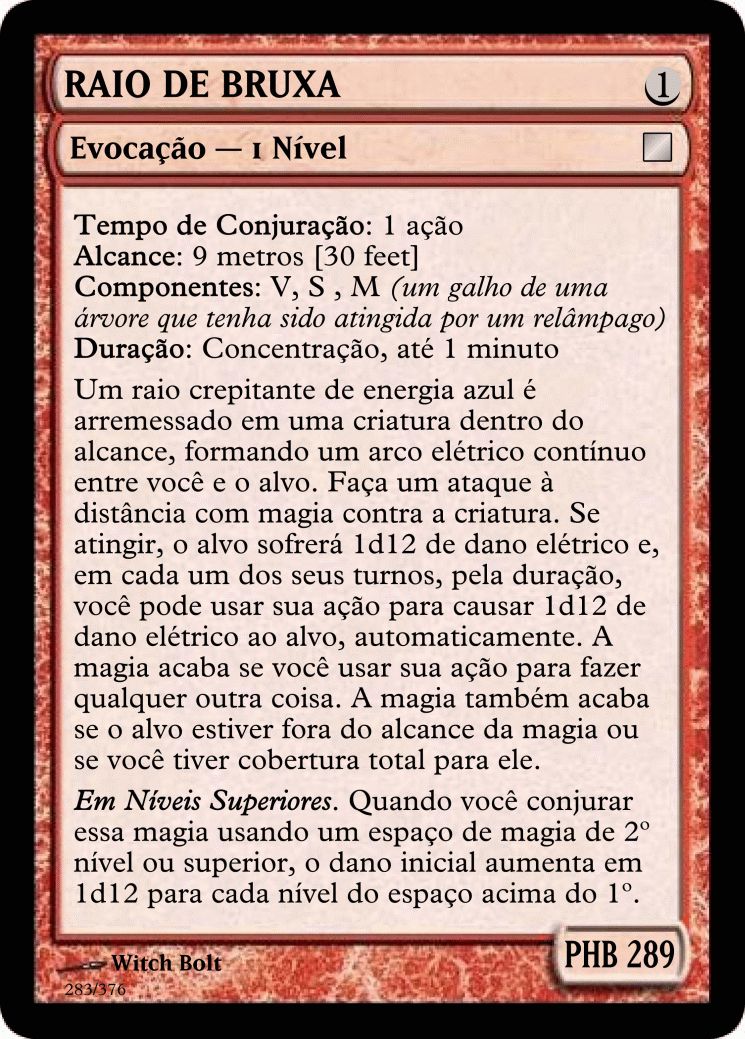 RAIO DE BRUXA
1
Evocação — 1 Nível
Tempo de Conjuração: 1 ação
Alcance: 9 metros [30 feet]
Componentes: V, S , M (um galho de uma
árvore que tenha sido atingida por um relâmpago)
Duração: Concentração, até 1 minuto
Um raio crepitante de energia azul é
arremessado em uma criatura dentro do
alcance, formando um arco elétrico contínuo
entre você e o alvo. Faça um ataque à
distância com magia contra a criatura. Se
atingir, o alvo sofrerá 1d12 de dano elétrico e,
em cada um dos seus turnos, pela duração,
você pode usar sua ação para causar 1d12 de
dano elétrico ao alvo, automaticamente. A
magia acaba se você usar sua ação para fazer
qualquer outra coisa. A magia também acaba
se o alvo estiver fora do alcance da magia ou
se você tiver cobertura total para ele.
Em Níveis Superiores. Quando você conjurar
essa magia usando um espaço de magia de 2º
nível ou superior, o dano inicial aumenta em
1d12 para cada nível do espaço acima do 1º.
PHB 289
Witch Bolt
283/376